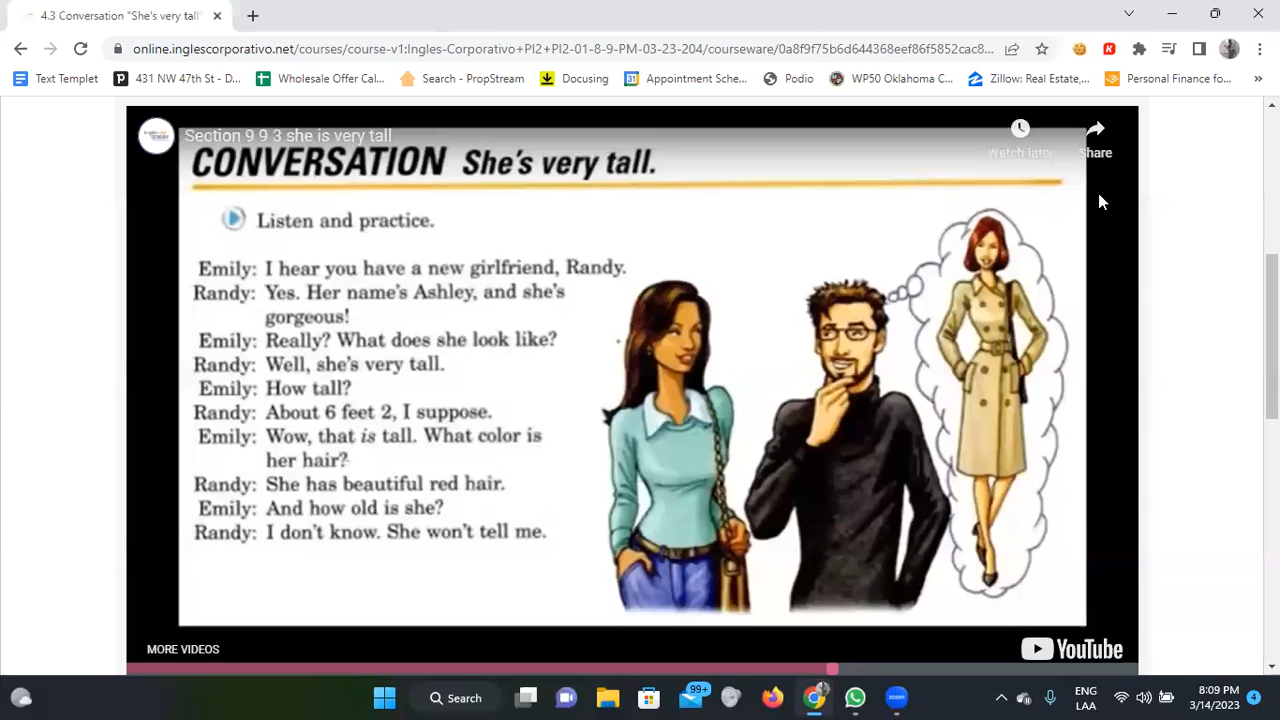 4.3 Conversation "She's very tall"
online.inglescorporativo.net/courses/course-v1:Ingles-Corporativo+PI2+PI2-01-8-9-PM-03-23-204/courseware/0a8f9f75b6d644368eef86f5852cac8...
Text Templet
431 NW 47th St - D...
Wholesale Offer Cal...
Search - PropStream
Docusing
Appointment Sche...
Podio
WP50 Oklahoma C...
Zillow: Real Estate,...
Personal Finance fo...
Section 9 9 3 she is very tall
Watch later
Share
CONVERSATION She's very tall.
Listen and practice.
Emily: I hear you have a new girlfriend, Randy.
Randy: Yes. Her name's Ashley, and she's
gorgeous!
Emily: Really? What does she look like?
Randy: Well, she's very tall.
Emily: How tall?
Randy: About 6 feet 2, I suppose.
Emily: Wow, that is tall. What color is
her hair?
Randy: She has beautiful red hair.
Emily: And how old is she?
Randy: I don't know. She won't tell me.
MORE VIDEOS
YouTube
Search
99+
zoom
ENG
LAA
8:09 PM
3/14/2023
4